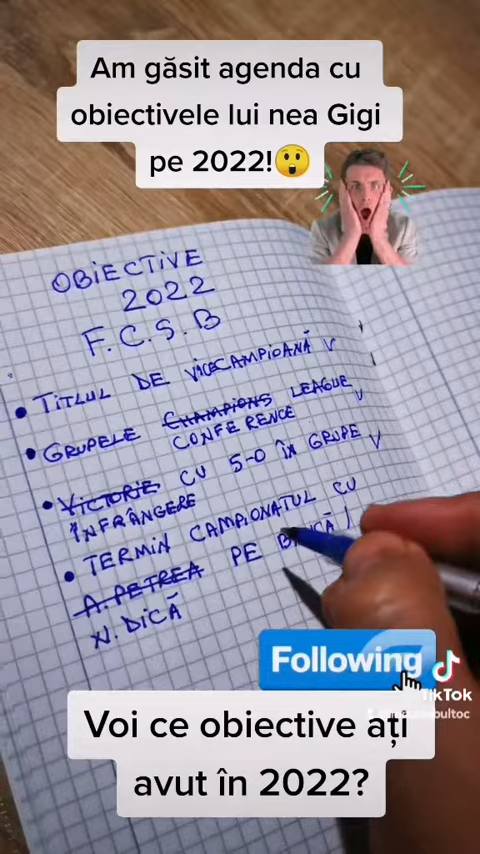 Am găsit agenda cu
obiectivele lui nea Gigi
pe 2022!😲
OBIECTIVE
2022
F.C.S.B
• TITLUL DE VICECAMPIOANĂ V
• GRUPELE CHAMPIONS LEAGUE V
CONFERENCE
• VICTORIE CU 5-0 ÎN GRUPE V
ÎNFRÂNGERE
• TERMIN CAMPIONATUL CU
A. PETREA PE BANCĂ
N. DICĂ
Following
TikTok
Voi ce obiective ați
avut în 2022?